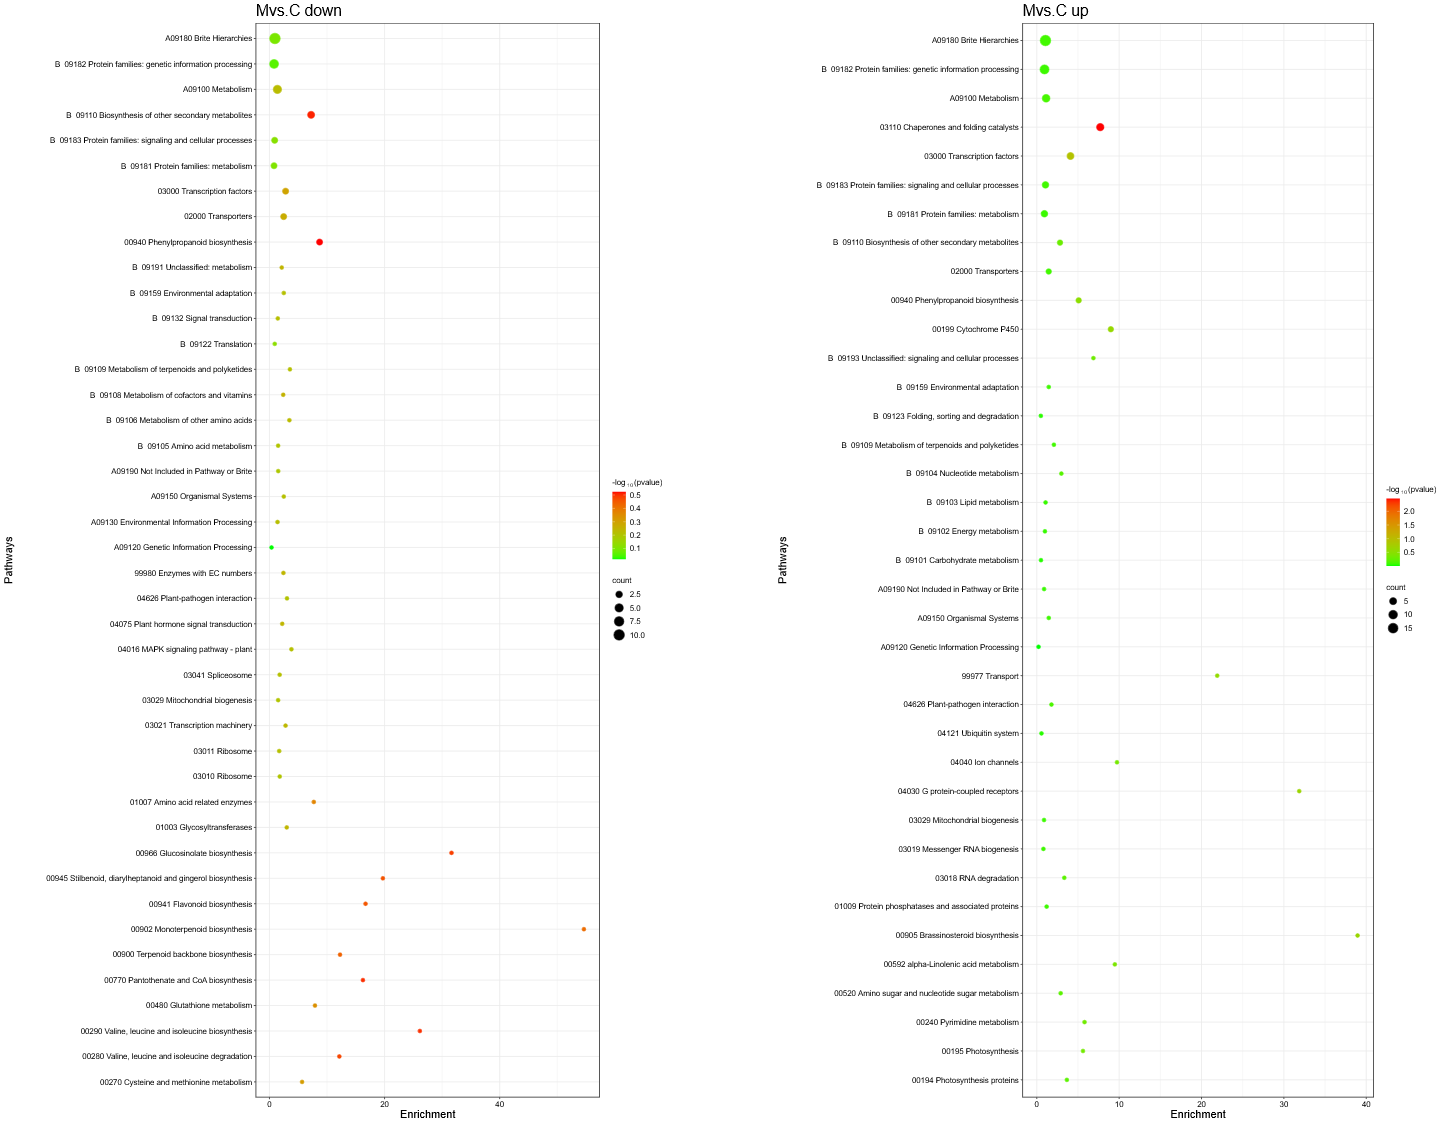 Mvs.C down
A09180 Brite Hierarchies
B 09182 Protein families: genetic information processing
A09100 Metabolism
B 09110 Biosynthesis of other secondary metabolites
B 09183 Protein families: signaling and cellular processes
B 09181 Protein families: metabolism
03000 Transcription factors
02000 Transporters
00940 Phenylpropanoid biosynthesis
B 09191 Unclassified: metabolism
B 09159 Environmental adaptation
B 09132 Signal transduction
B 09122 Translation
B 09109 Metabolism of terpenoids and polyketides
B 09108 Metabolism of cofactors and vitamins
B 09106 Metabolism of other amino acids
B 09105 Amino acid metabolism
A09190 Not Included in Pathway or Brite
A09150 Organismal Systems
A09130 Environmental Information Processing
A09120 Genetic Information Processing
99980 Enzymes with EC numbers
04626 Plant-pathogen interaction
04075 Plant hormone signal transduction
04016 MAPK signaling pathway - plant
03041 Spliceosome
03029 Mitochondrial biogenesis
03021 Transcription machinery
03011 Ribosome
03010 Ribosome
01007 Amino acid related enzymes
01003 Glycosyltransferases
00966 Glucosinolate biosynthesis
00945 Stilbenoid, diarylheptanoid and gingerol biosynthesis
00941 Flavonoid biosynthesis
00902 Monoterpenoid biosynthesis
00900 Terpenoid backbone biosynthesis
00770 Pantothenate and CoA biosynthesis
00480 Glutathione metabolism
00290 Valine, leucine and isoleucine biosynthesis
00280 Valine, leucine and isoleucine degradation
00270 Cysteine and methionine metabolism
Pathways
0 20 40
Enrichment
-log10(pvalue)
0.5
0.4
0.3
0.2
0.1
count
2.5
5.0
7.5
10.0
Mvs.C up
A09180 Brite Hierarchies
B 09182 Protein families: genetic information processing
A09100 Metabolism
03110 Chaperones and folding catalysts
03000 Transcription factors
B 09183 Protein families: signaling and cellular processes
B 09181 Protein families: metabolism
B 09110 Biosynthesis of other secondary metabolites
02000 Transporters
00940 Phenylpropanoid biosynthesis
00199 Cytochrome P450
B 09193 Unclassified: signaling and cellular processes
B 09159 Environmental adaptation
B 09123 Folding, sorting and degradation
B 09109 Metabolism of terpenoids and polyketides
B 09104 Nucleotide metabolism
B 09103 Lipid metabolism
B 09102 Energy metabolism
B 09101 Carbohydrate metabolism
A09190 Not Included in Pathway or Brite
A09150 Organismal Systems
A09120 Genetic Information Processing
99977 Transport
04626 Plant-pathogen interaction
04121 Ubiquitin system
04040 Ion channels
04030 G protein-coupled receptors
03029 Mitochondrial biogenesis
03019 Messenger RNA biogenesis
03018 RNA degradation
01009 Protein phosphatases and associated proteins
00905 Brassinosteroid biosynthesis
00592 alpha-Linolenic acid metabolism
00520 Amino sugar and nucleotide sugar metabolism
00240 Pyrimidine metabolism
00195 Photosynthesis
00194 Photosynthesis proteins
Pathways
0 10 20 30 40
Enrichment
-log10(pvalue)
2.0
1.5
1.0
0.5
count
5
10
15